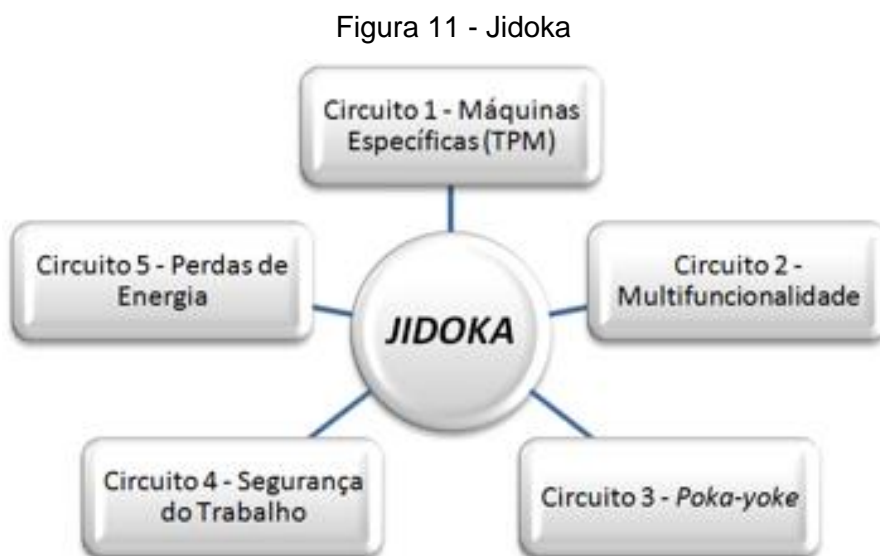 Figura 11 - Jidoka
Circuito 1 - Máquinas
Específicas (TPM)
Circuito 5 - Perdas de
Energia
Circuito 2 -
Multifuncionalidade
JIDOKA
Circuito 4 - Segurança
do Trabalho
Circuito 3 - Poka-yoke